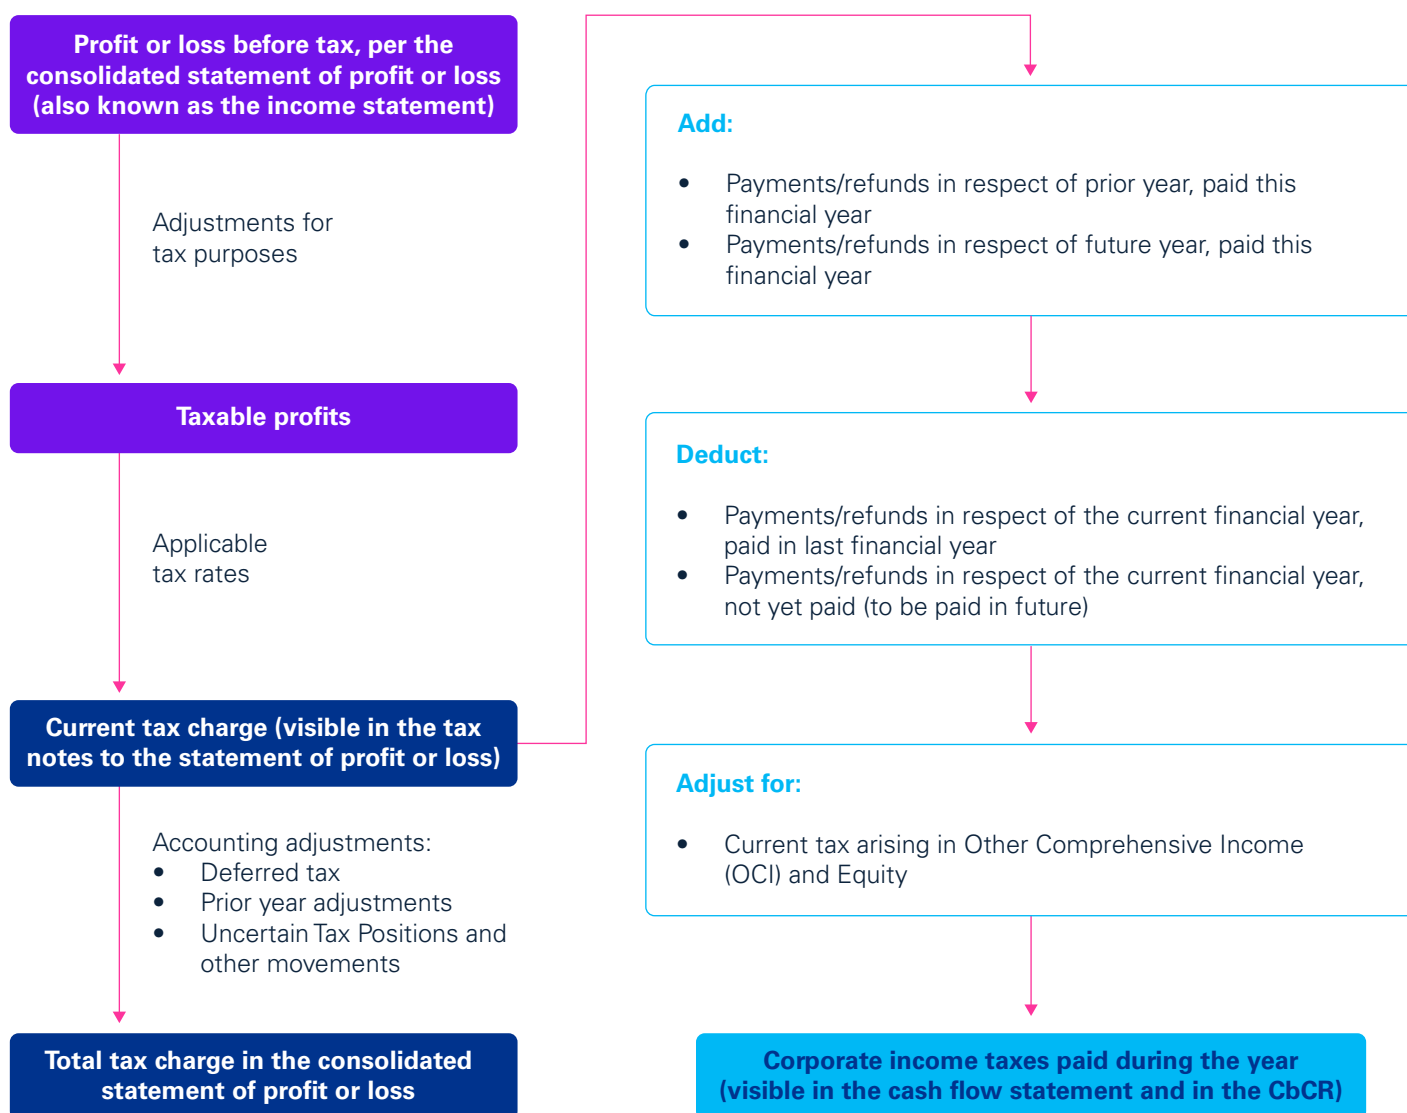 Profit or loss before tax, per the
consolidated statement of profit or loss
(also known as the income statement)
Adjustments for
tax purposes
Taxable profits
Applicable
tax rates
Current tax charge (visible in the tax
notes to the statement of profit or loss)
Accounting adjustments:
• Deferred tax
• Prior year adjustments
• Uncertain Tax Positions and
other movements
Total tax charge in the consolidated
statement of profit or loss
Add:
• Payments/refunds in respect of prior year, paid this
financial year
• Payments/refunds in respect of future year, paid this
financial year
Deduct:
• Payments/refunds in respect of the current financial year,
paid in last financial year
• Payments/refunds in respect of the current financial year,
not yet paid (to be paid in future)
Adjust for:
• Current tax arising in Other Comprehensive Income
(OCI) and Equity
Corporate income taxes paid during the year
(visible in the cash flow statement and in the CbCR)